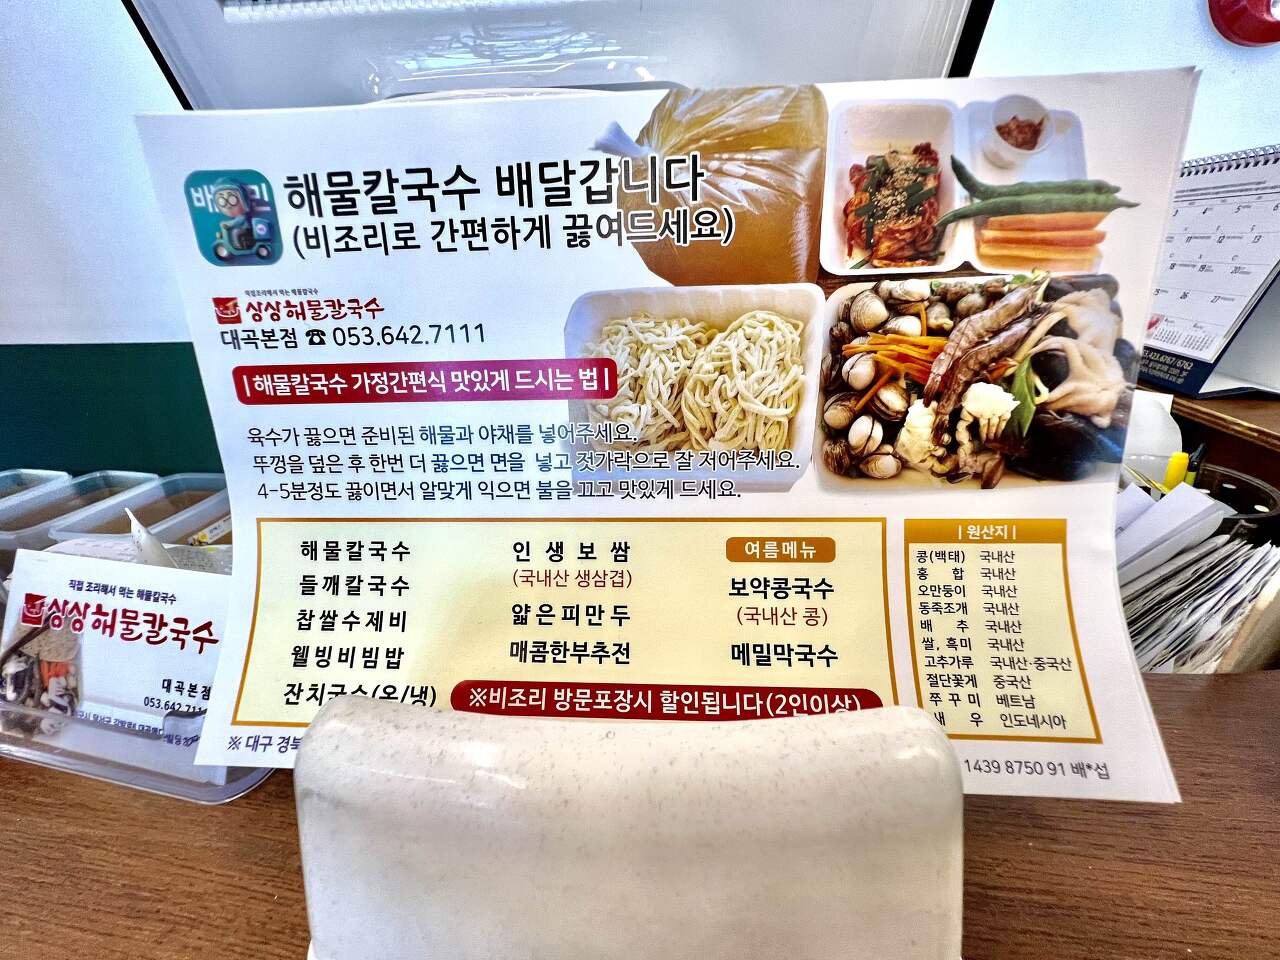 해물칼국수 배달갑니다
(비조리로 간편하게 끓여드세요)
직접조리해서 먹는 해물칼국수
상상해물칼국수
대곡본점 ☎ 053.642.7111
| 해물칼국수 가정간편식 맛있게 드시는 법 |
육수가 끓으면 준비된 해물과 야채를 넣어주세요.
뚜껑을 덮은 후 한번 더 끓으면 면을 넣고 젓가락으로 잘 저어주세요.
4-5분정도 끓이면서 알맞게 익으면 불을 끄고 맛있게 드세요.
해물칼국수
들깨칼국수
찹쌀수제비
웰빙비빔밥
잔치국수(온/냉)
인생보쌈
(국내산 생삼겹)
얇은피만두
매콤한부추전
여름메뉴
보약콩국수
(국내산 콩)
메밀막국수
※비조리 방문포장시 할인됩니다(2인이상)
| 원산지 |
콩(백태) 국내산
홍 합 국내산
오만둥이 국내산
동죽조개 국내산
배 추 국내산
쌀, 흑미 국내산
고추가루 국내산·중국산
절단꽃게 중국산
쭈꾸미 베트남
새 우 인도네시아
※ 대구 경북
1439 8750 91 배*섭
직접 조리해서 먹는 해물칼국수
상상해물칼국수
대곡본점
053.642.7111